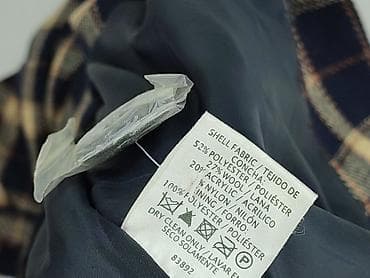 SHELL FABRIC / TEJIDO DE
CONCHA:
52% POLYESTER / POLIÉSTER
27% WOOL / LANA
20% ACRYLIC / ACRILICO
1% NYLON / NILÓN
LINING / FORRO:
100% POLYESTER / POLIÉSTER
DRY CLEAN ONLY / LAVAR EN
SECO SOLAMENTE
83892